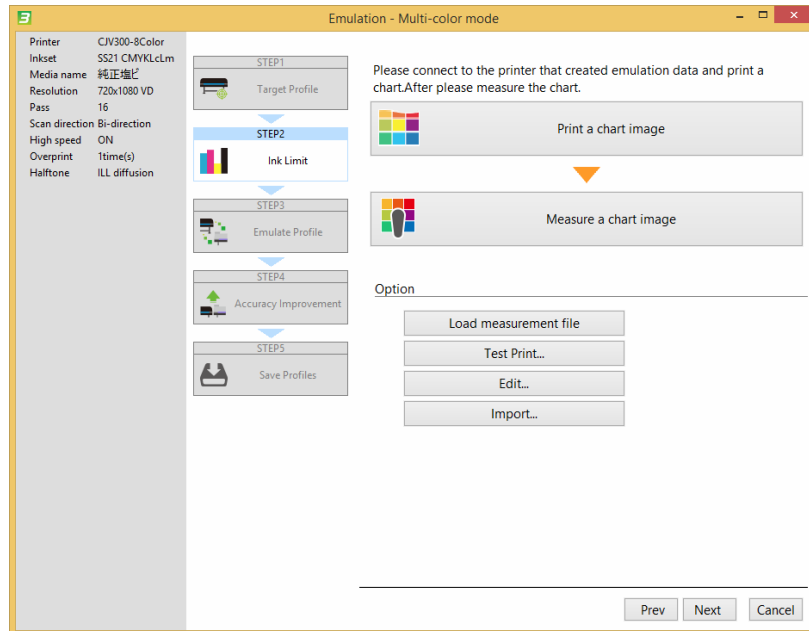 Emulation - Multi-color mode
Printer CJV300-8Color
Inkset SS21 CMYKLcLm
Media name 純正塩ビ
Resolution 720x1080 VD
Pass 16
Scan direction Bi-direction
High speed ON
Overprint 1time(s)
Halftone ILL diffusion
STEP1
Target Profile
STEP2
Ink Limit
STEP3
Emulate Profile
STEP4
Accuracy Improvement
STEP5
Save Profiles
Please connect to the printer that created emulation data and print a
chart.After please measure the chart.
Print a chart image
Measure a chart image
Option
Load measurement file
Test Print...
Edit...
Import...
Prev Next Cancel